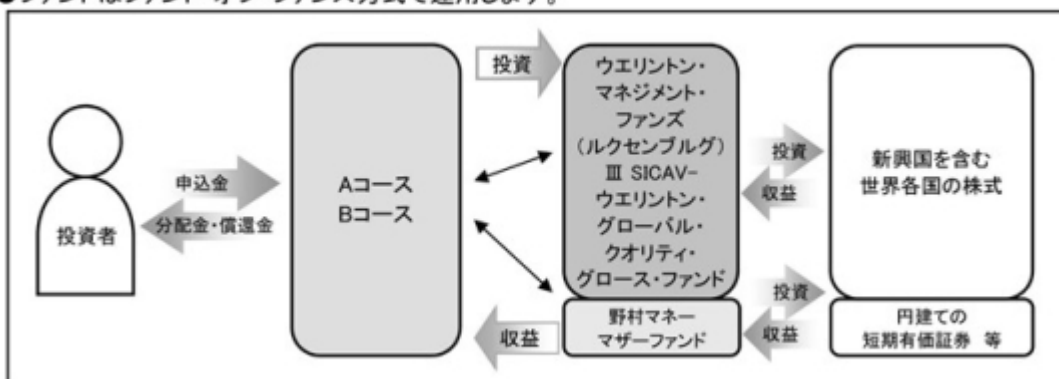 ●ファンドはファンド・オブ・ファンズ方式で運用します。
投資者
申込金
分配金・償還金
Aコース
Bコース
投資
収益
ウエリントン・
マネジメント・
ファンズ
(ルクセンブルグ)
Ⅲ SICAV-
ウエリントン・
グローバル・
クオリティ・
グロース・ファンド
野村マネー
マザーファンド
投資
収益
投資
収益
新興国を含む
世界各国の株式
円建ての
短期有価証券 等